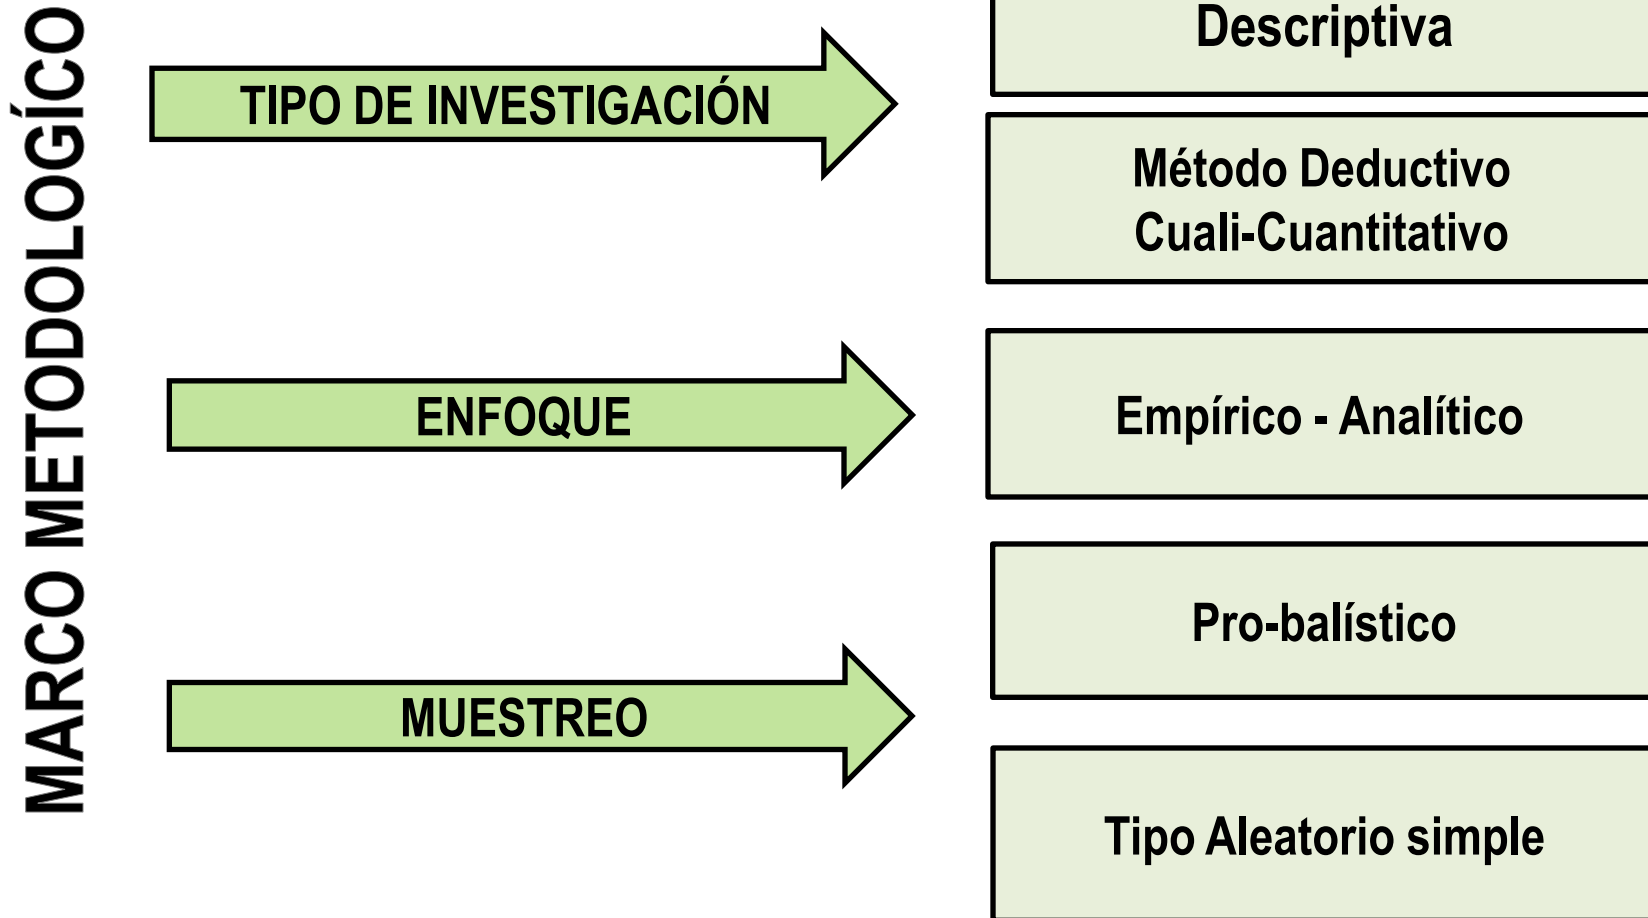 MARCO METODOLOGÍCO
TIPO DE INVESTIGACIÓN
Descriptiva
Método Deductivo
Cuali-Cuantitativo
ENFOQUE
Empírico - Analítico
MUESTREO
Pro-balístico
Tipo Aleatorio simple